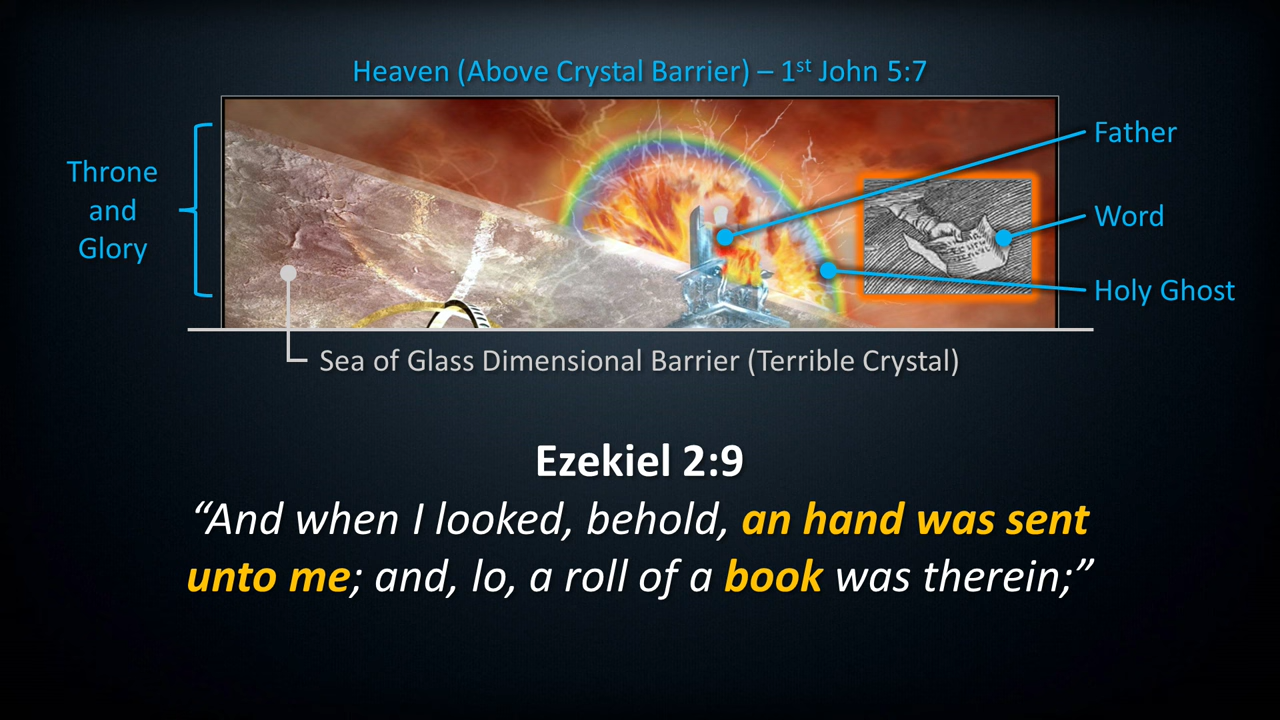 Heaven (Above Crystal Barrier) – 1st John 5:7
Throne
and
Glory
Father
Word
Holy Ghost
Sea of Glass Dimensional Barrier (Terrible Crystal)
Ezekiel 2:9
“And when I looked, behold, an hand was sent
unto me; and, lo, a roll of a book was therein;”